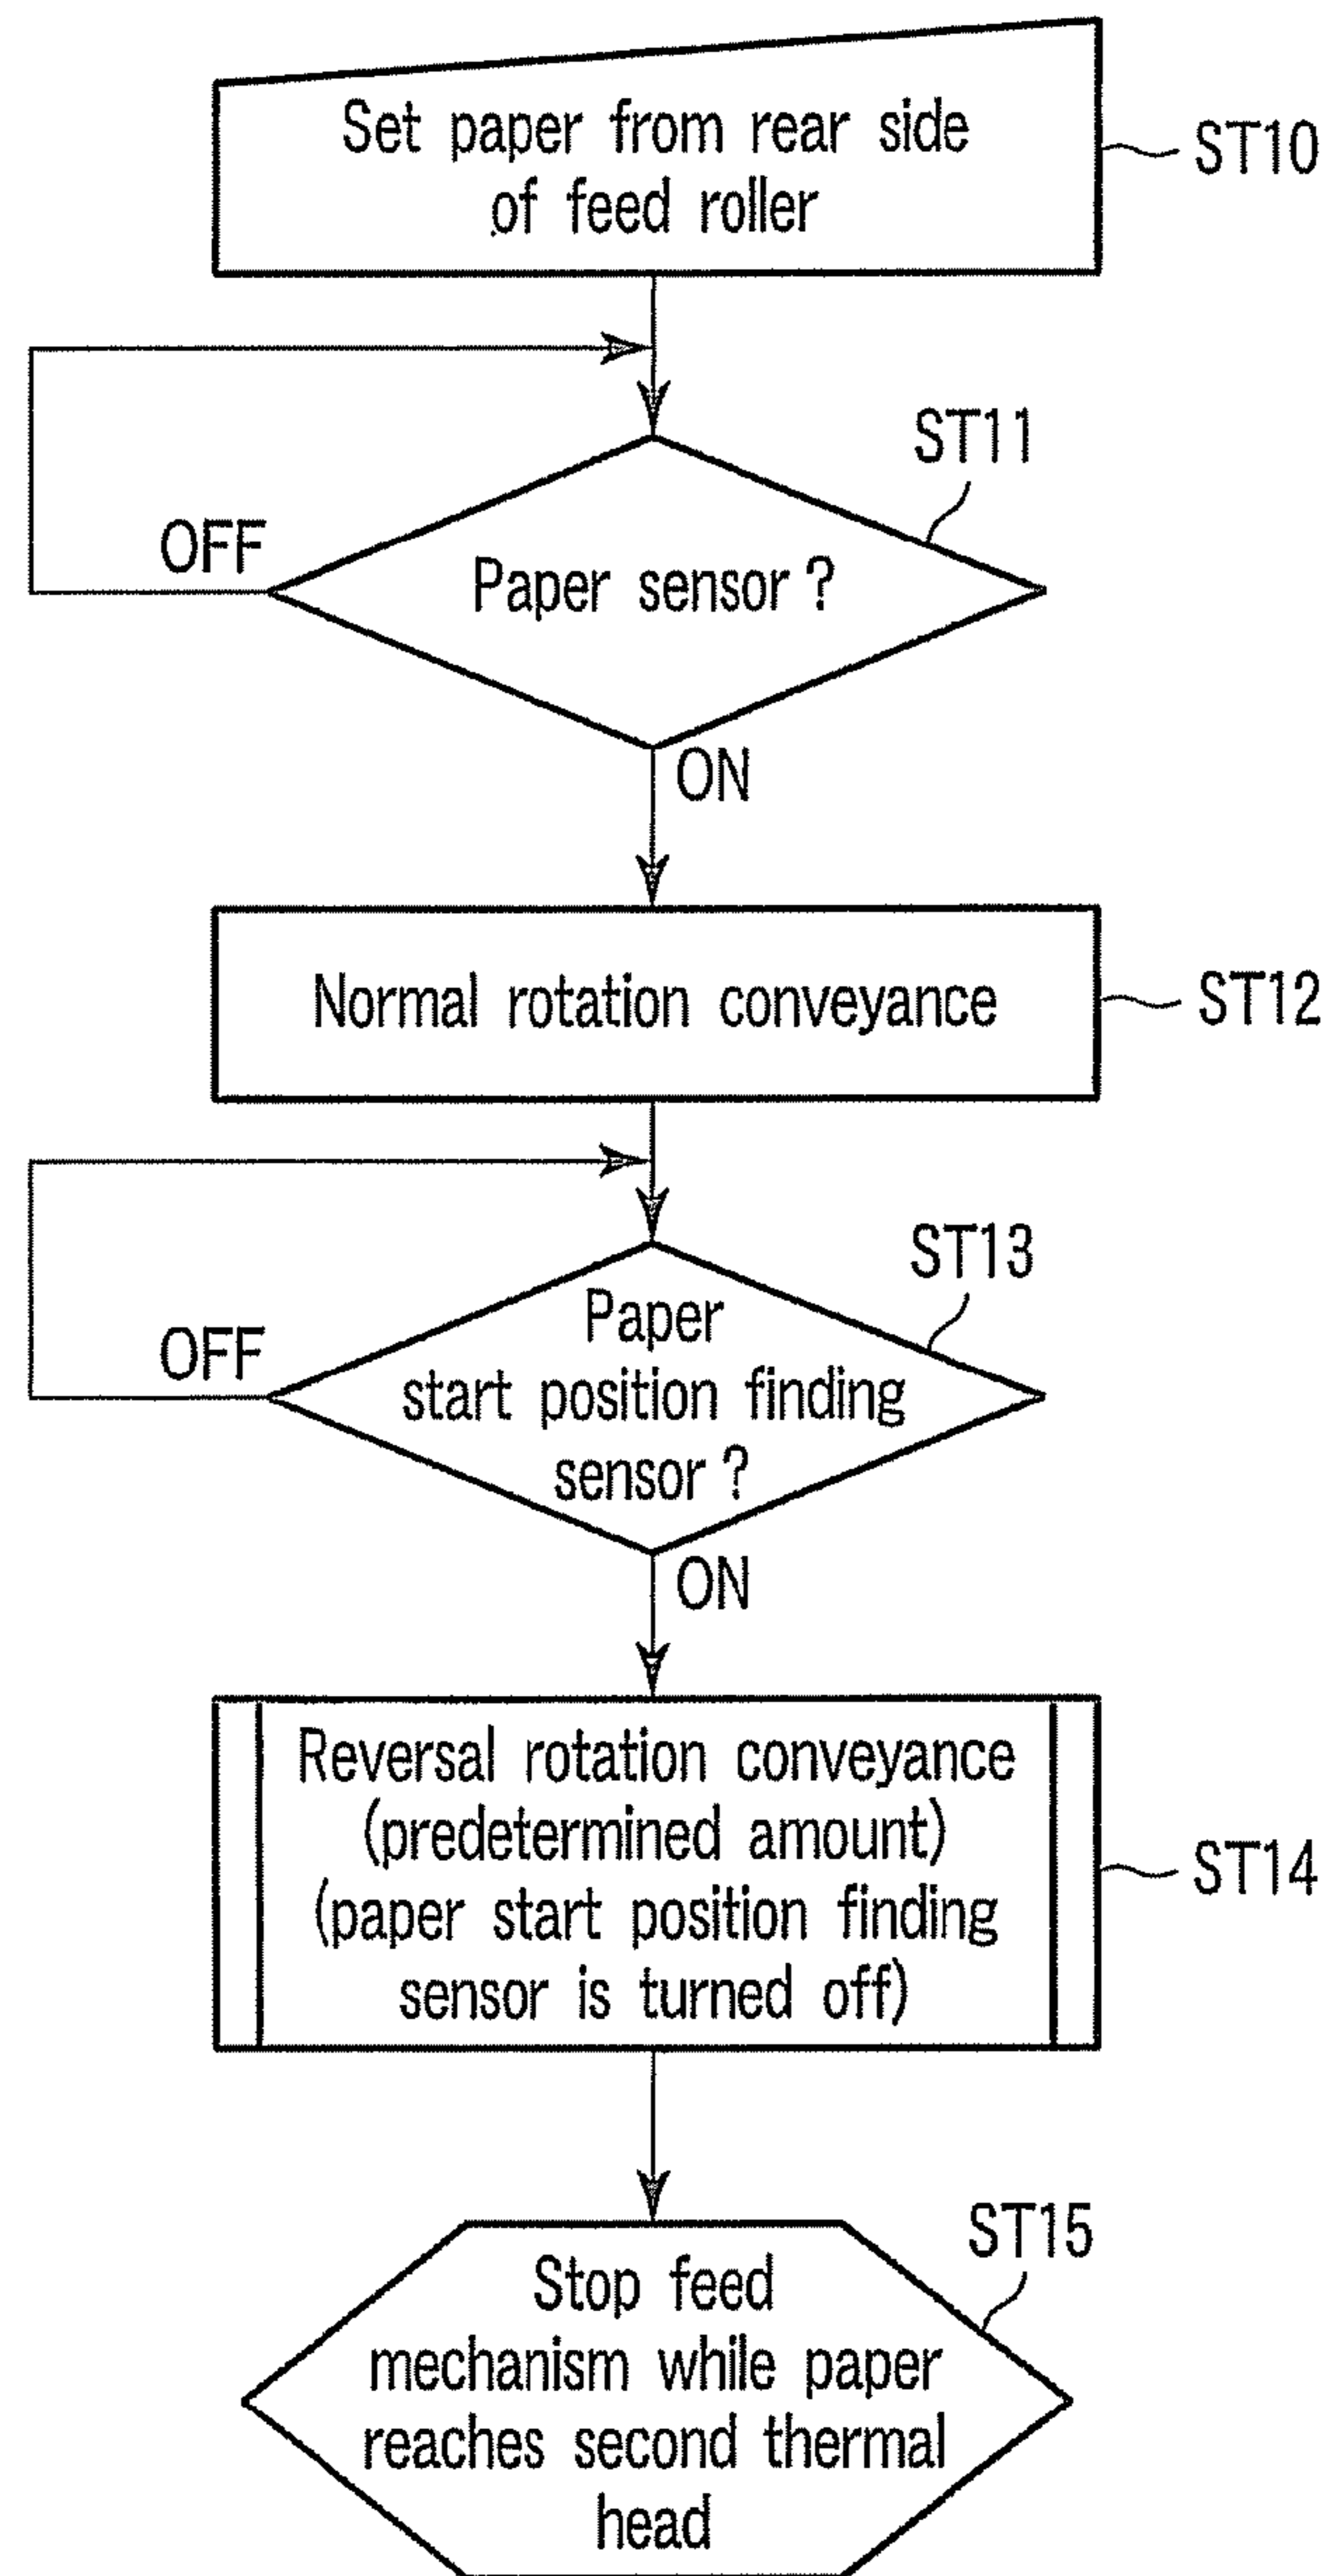 Set paper from rear side
of feed roller
ST10
ST11
OFF
Paper sensor ?
ON
Normal rotation conveyance
ST12
ST13
OFF
Paper
start position finding
sensor ?
ON
Reversal rotation conveyance
(predetermined amount)
(paper start position finding
sensor is turned off)
ST14
ST15
Stop feed
mechanism while paper
reaches second thermal
head